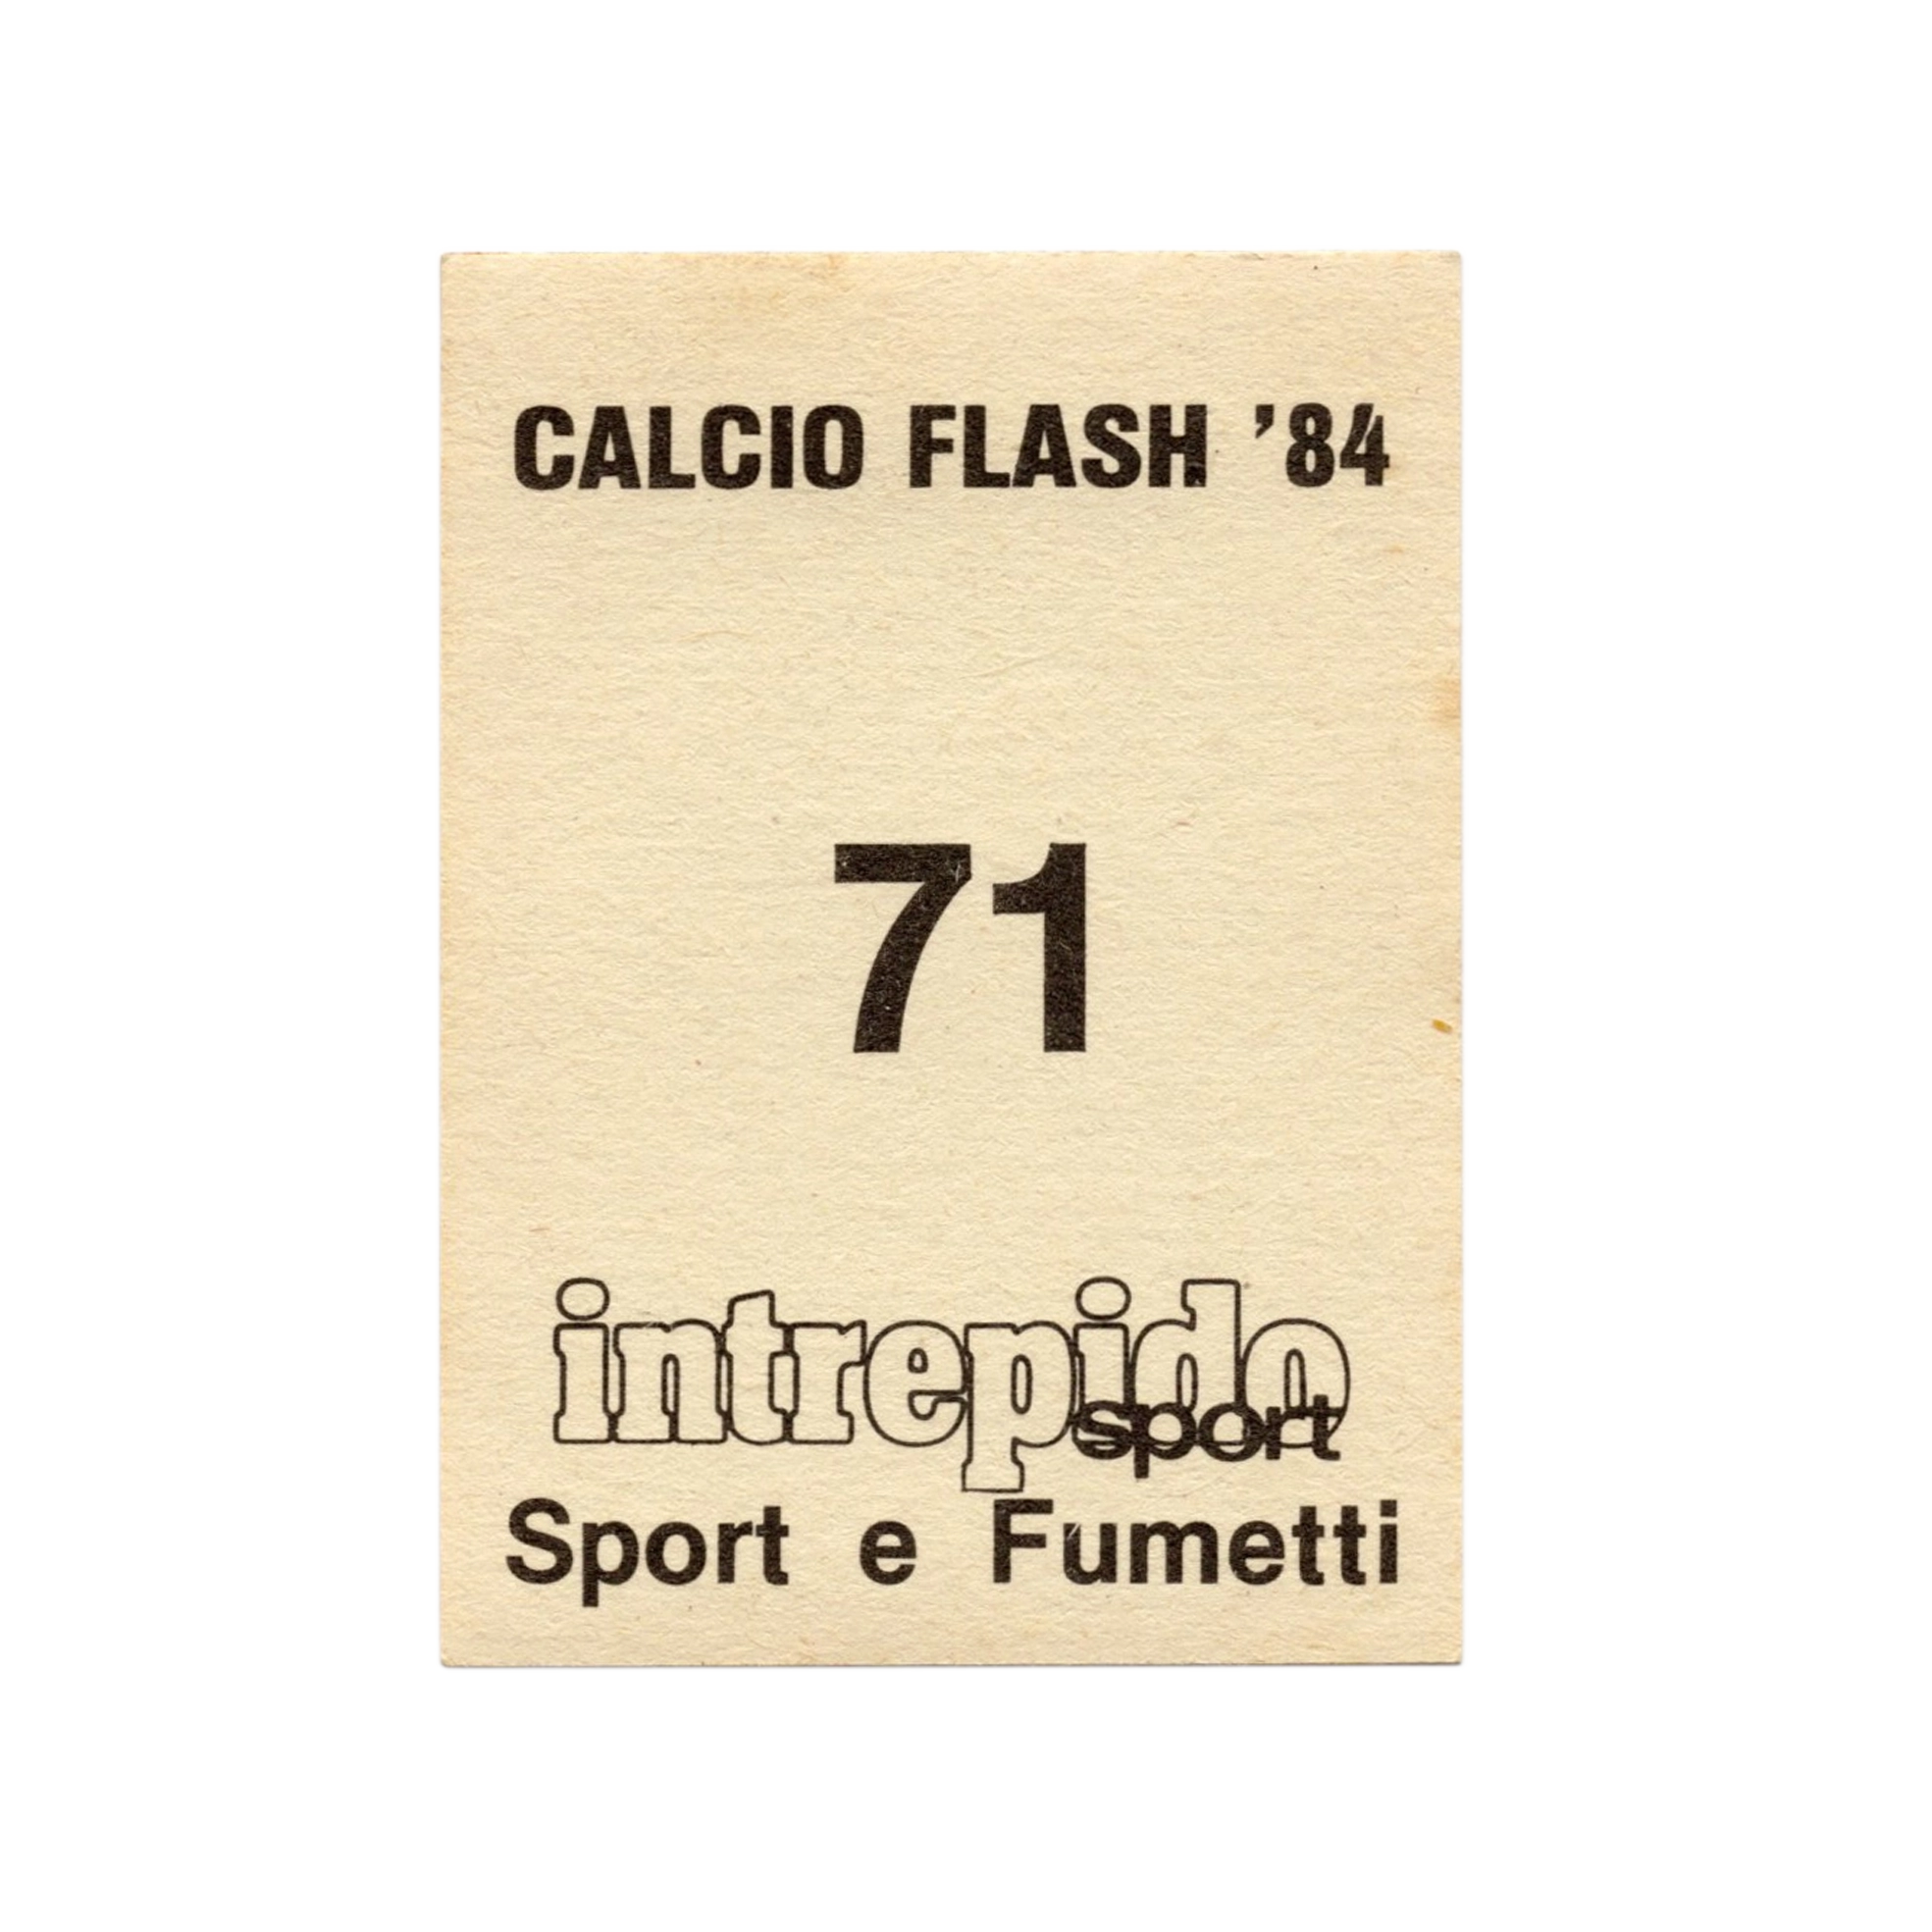 CALCIO FLASH '84
71
intrepido
sport
Sport e Fumetti